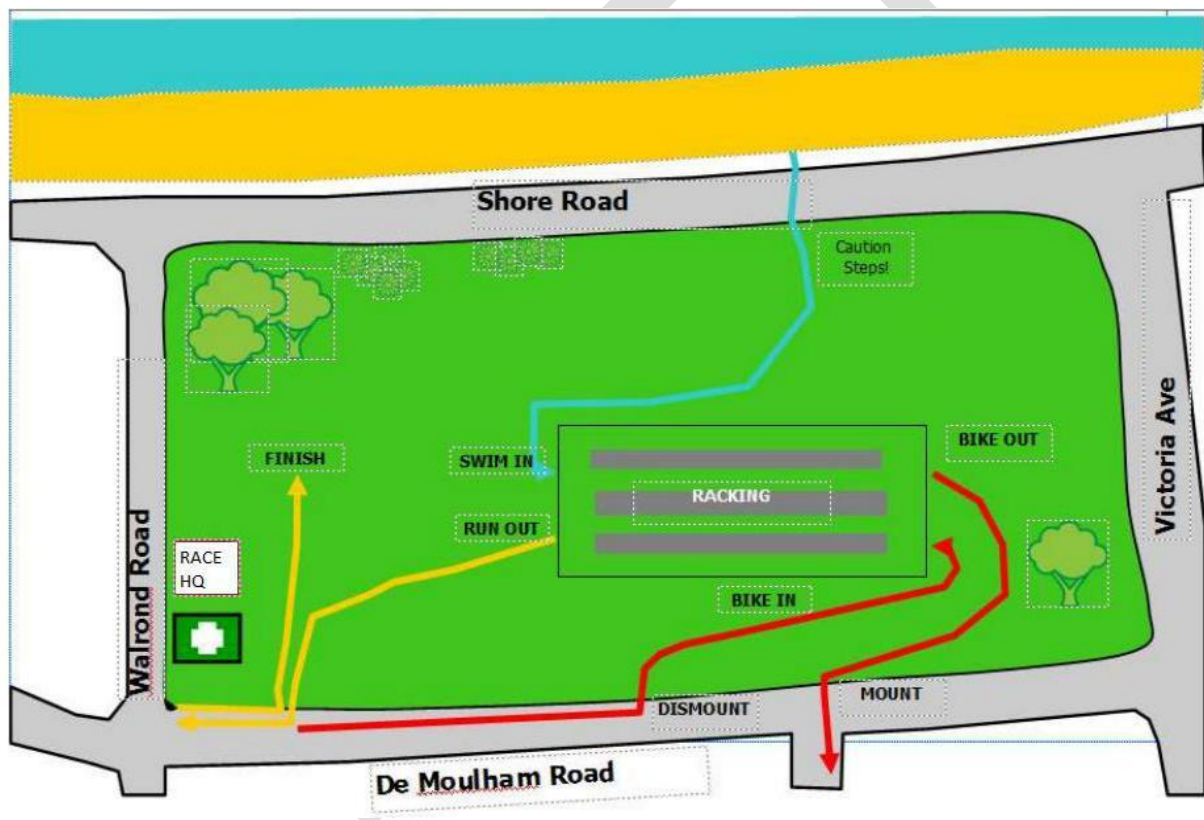 Shore Road
Caution
Steps!
Victoria Ave
BIKE OUT
FINISH
SWIM IN
RACKING
RUN OUT
Walrond Road
RACE
HQ
BIKE IN
MOUNT
DISMOUNT
De Moulham Road